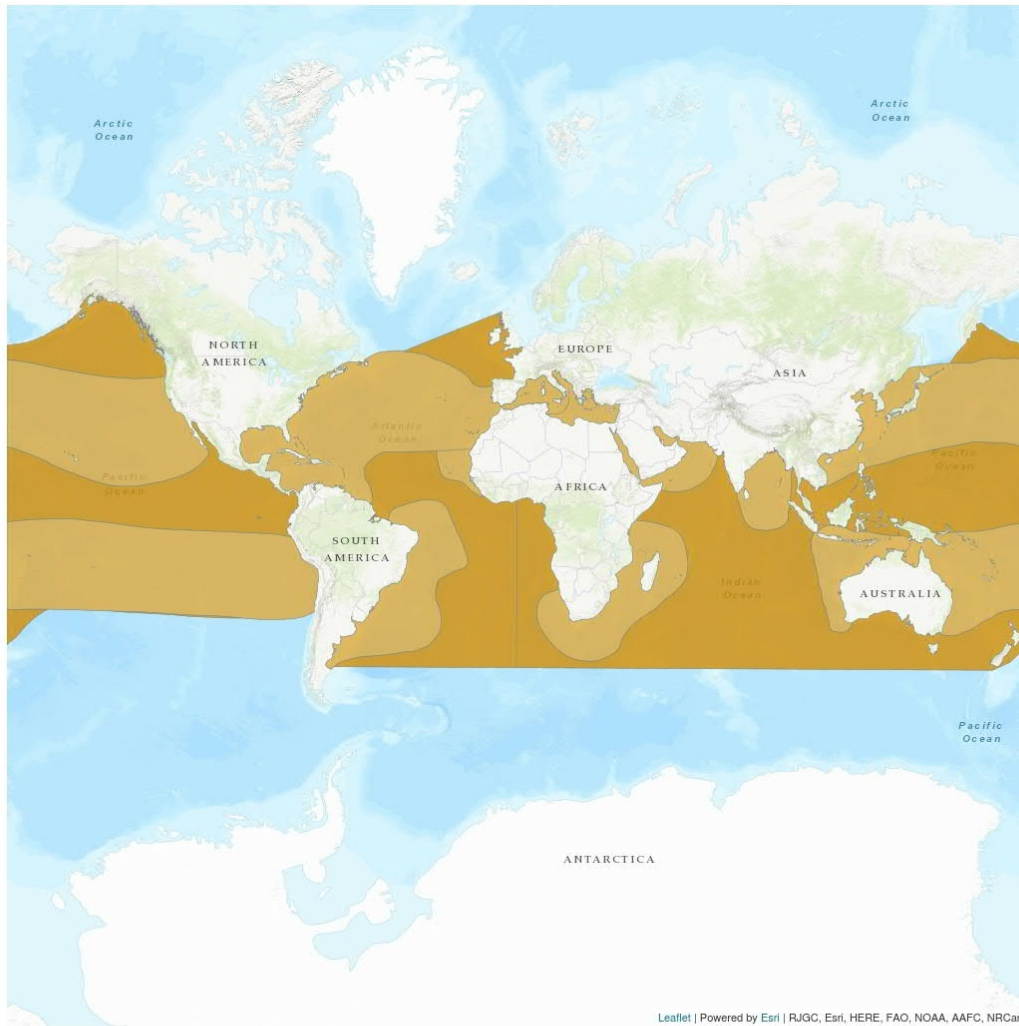 Arctic
Ocean
Arctic
Ocean
NORTH
AMERICA
EUROPE
ASIA
Atlantic
Ocean
Pacific
Ocean
Pacific
Ocean
AFRICA
SOUTH
AMERICA
Indian
Ocean
AUSTRALIA
Pacific
Ocean
ANTARCTICA
Leaflet | Powered by Esri | RJGC, Esri, HERE, FAO, NOAA, AAFC, NRCan